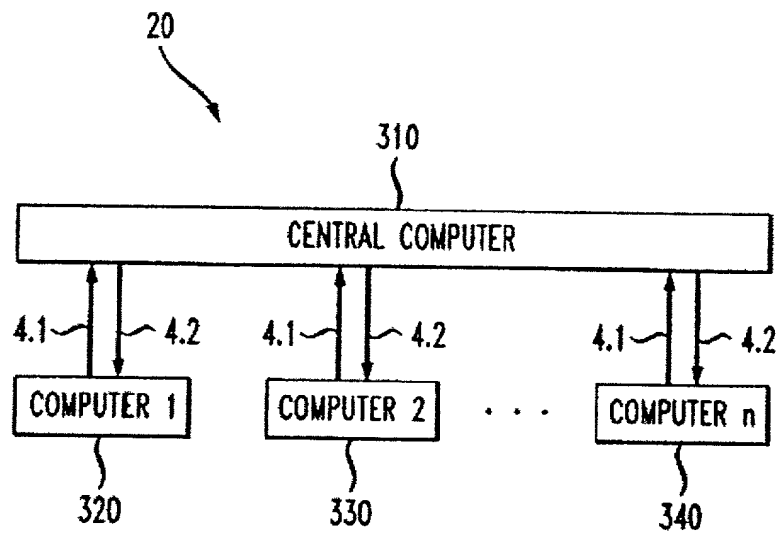 20
310
CENTRAL COMPUTER
4.1 4.2 4.1 4.2 4.1 4.2
COMPUTER 1 COMPUTER 2 . . . COMPUTER n
320 330 340